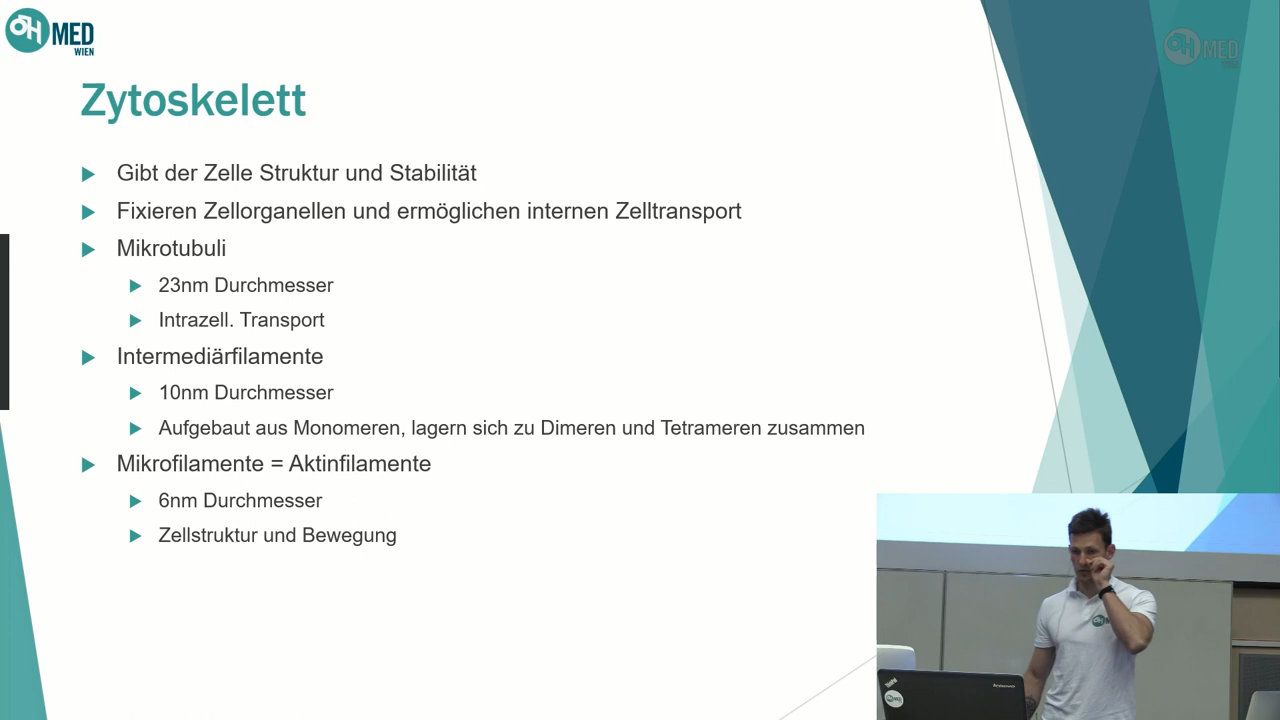 ÖH MED
WIEN
ÖH MED
Zytoskelett
Gibt der Zelle Struktur und Stabilität
Fixieren Zellorganellen und ermöglichen internen Zelltransport
Mikrotubuli
23nm Durchmesser
Intrazell. Transport
Intermediärfilamente
10nm Durchmesser
Aufgebaut aus Monomeren, lagern sich zu Dimeren und Tetrameren zusammen
Mikrofilamente = Aktinfilamente
6nm Durchmesser
Zellstruktur und Bewegung